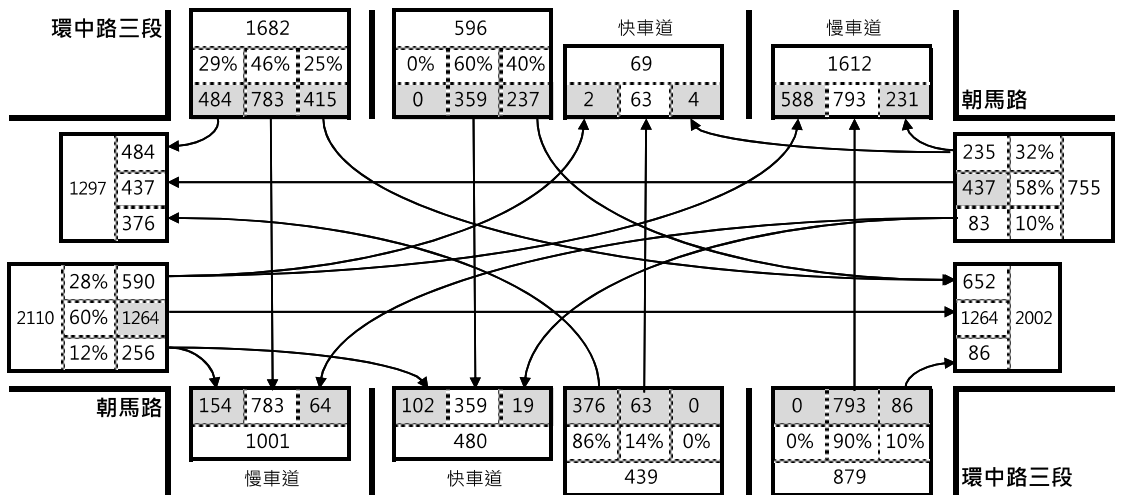 環中路三段
1682
29% 46% 25%
484 783 415
596
0% 60% 40%
0 359 237
快車道
69
2 63 4
慢車道
1612
588 793 231
朝馬路
484
1297 437
376
235 32%
437 58% 755
83 10%
28% 590
2110 60% 1264
12% 256
652
1264 2002
86
朝馬路
154 783 64
1001
慢車道
102 359 19
480
快車道
376 63 0
86% 14% 0%
439
0 793 86
0% 90% 10%
879
環中路三段